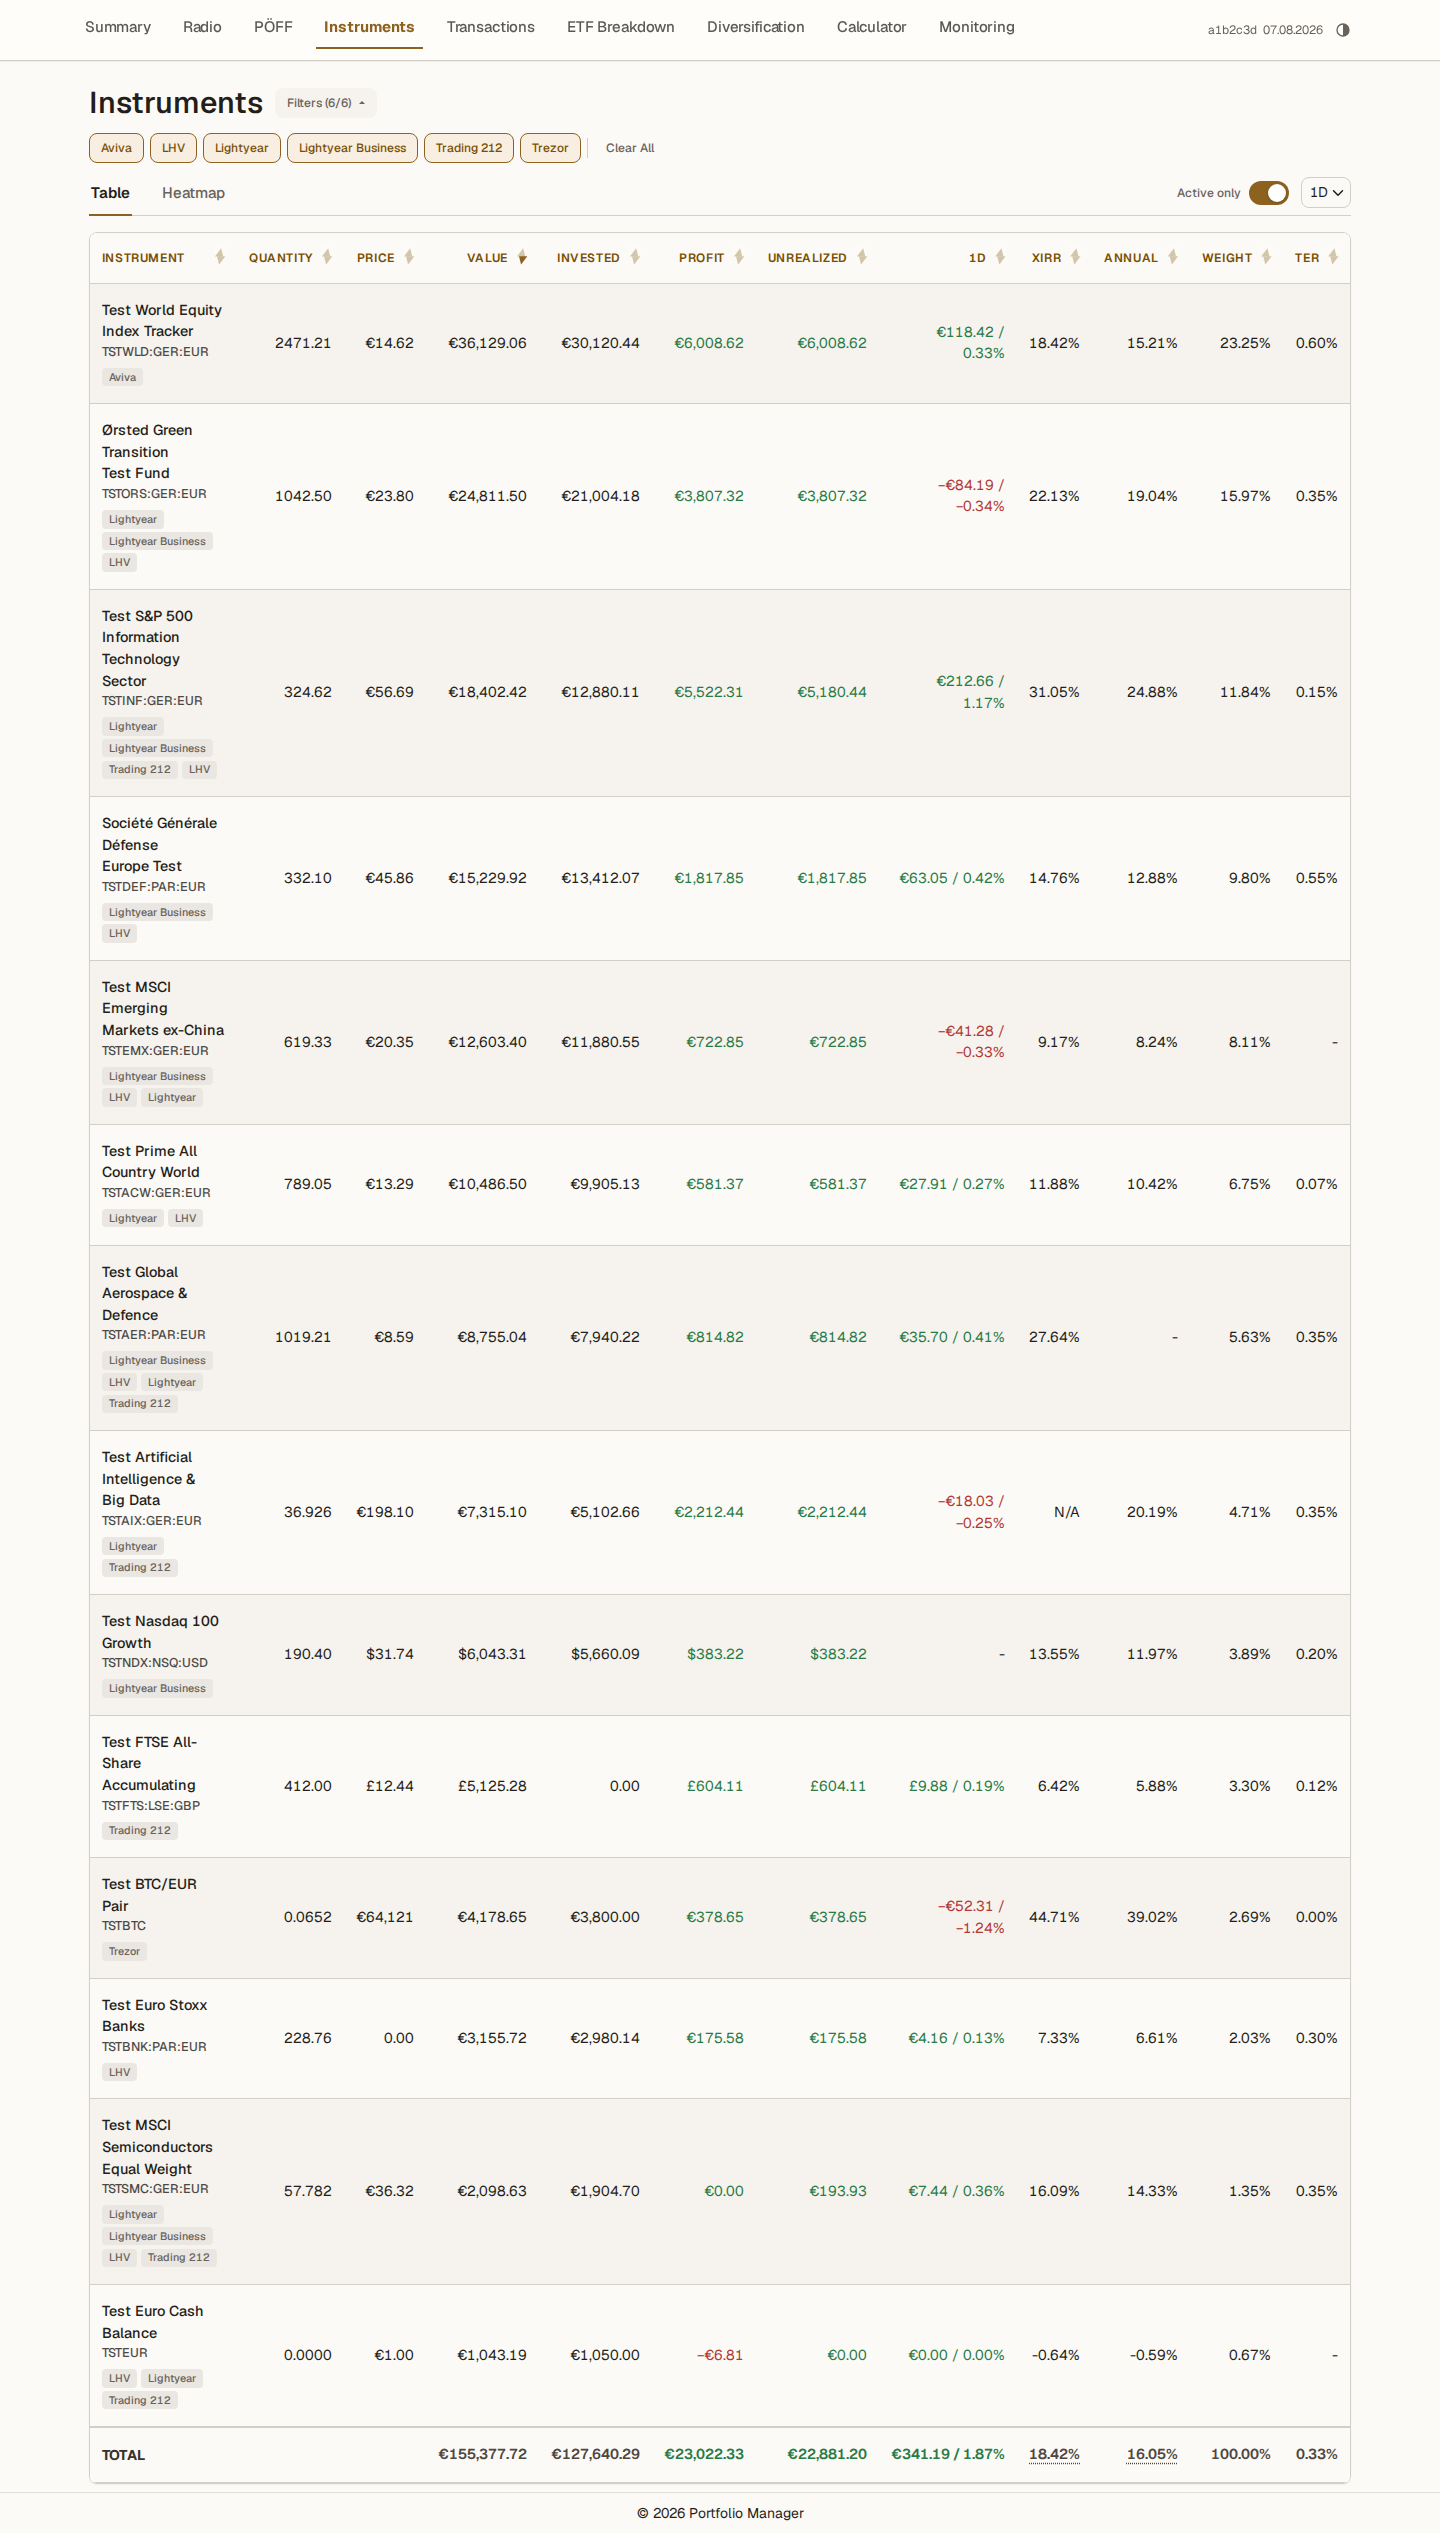 Summary Radio PÖFF Instruments Transactions ETF Breakdown Diversification Calculator Monitoring a1b2c3d 07.08.2026
Instruments Filters (6/6)
Aviva LHV Lightyear Lightyear Business Trading 212 Trezor Clear All
Table Heatmap Active only 1D
INSTRUMENT QUANTITY PRICE VALUE INVESTED PROFIT UNREALIZED 1D XIRR ANNUAL WEIGHT TER
Test World Equity
Index Tracker
TSTWLD:GER:EUR
Aviva
2471.21 €14.62 €36,129.06 €30,120.44 €6,008.62 €6,008.62 €118.42 /
0.33%
18.42% 15.21% 23.25% 0.60%
Ørsted Green
Transition
Test Fund
TSTORS:GER:EUR
Lightyear
Lightyear Business
LHV
1042.50 €23.80 €24,811.50 €21,004.18 €3,807.32 €3,807.32 −€84.19 /
−0.34%
22.13% 19.04% 15.97% 0.35%
Test S&P 500
Information
Technology
Sector
TSTINF:GER:EUR
Lightyear
Lightyear Business
Trading 212 LHV
324.62 €56.69 €18,402.42 €12,880.11 €5,522.31 €5,180.44 €212.66 /
1.17%
31.05% 24.88% 11.84% 0.15%
Société Générale
Défense
Europe Test
TSTDEF:PAR:EUR
Lightyear Business
LHV
332.10 €45.86 €15,229.92 €13,412.07 €1,817.85 €1,817.85 €63.05 / 0.42% 14.76% 12.88% 9.80% 0.55%
Test MSCI
Emerging
Markets ex-China
TSTEMX:GER:EUR
Lightyear Business
LHV Lightyear
619.33 €20.35 €12,603.40 €11,880.55 €722.85 €722.85 −€41.28 /
−0.33%
9.17% 8.24% 8.11% -
Test Prime All
Country World
TSTACW:GER:EUR
Lightyear LHV
789.05 €13.29 €10,486.50 €9,905.13 €581.37 €581.37 €27.91 / 0.27% 11.88% 10.42% 6.75% 0.07%
Test Global
Aerospace &
Defence
TSTAER:PAR:EUR
Lightyear Business
LHV Lightyear
Trading 212
1019.21 €8.59 €8,755.04 €7,940.22 €814.82 €814.82 €35.70 / 0.41% 27.64% - 5.63% 0.35%
Test Artificial
Intelligence &
Big Data
TSTAIX:GER:EUR
Lightyear
Trading 212
36.926 €198.10 €7,315.10 €5,102.66 €2,212.44 €2,212.44 −€18.03 /
−0.25%
N/A 20.19% 4.71% 0.35%
Test Nasdaq 100
Growth
TSTNDX:NSQ:USD
Lightyear Business
190.40 $31.74 $6,043.31 $5,660.09 $383.22 $383.22 - 13.55% 11.97% 3.89% 0.20%
Test FTSE All-
Share
Accumulating
TSTFTS:LSE:GBP
Trading 212
412.00 £12.44 £5,125.28 0.00 £604.11 £604.11 £9.88 / 0.19% 6.42% 5.88% 3.30% 0.12%
Test BTC/EUR
Pair
TSTBTC
Trezor
0.0652 €64,121 €4,178.65 €3,800.00 €378.65 €378.65 −€52.31 /
−1.24%
44.71% 39.02% 2.69% 0.00%
Test Euro Stoxx
Banks
TSTBNK:PAR:EUR
LHV
228.76 0.00 €3,155.72 €2,980.14 €175.58 €175.58 €4.16 / 0.13% 7.33% 6.61% 2.03% 0.30%
Test MSCI
Semiconductors
Equal Weight
TSTSMC:GER:EUR
Lightyear
Lightyear Business
LHV Trading 212
57.782 €36.32 €2,098.63 €1,904.70 €0.00 €193.93 €7.44 / 0.36% 16.09% 14.33% 1.35% 0.35%
Test Euro Cash
Balance
TSTEUR
LHV Lightyear
Trading 212
0.0000 €1.00 €1,043.19 €1,050.00 −€6.81 €0.00 €0.00 / 0.00% -0.64% -0.59% 0.67% -
TOTAL €155,377.72 €127,640.29 €23,022.33 €22,881.20 €341.19 / 1.87% 18.42% 16.05% 100.00% 0.33%
© 2026 Portfolio Manager